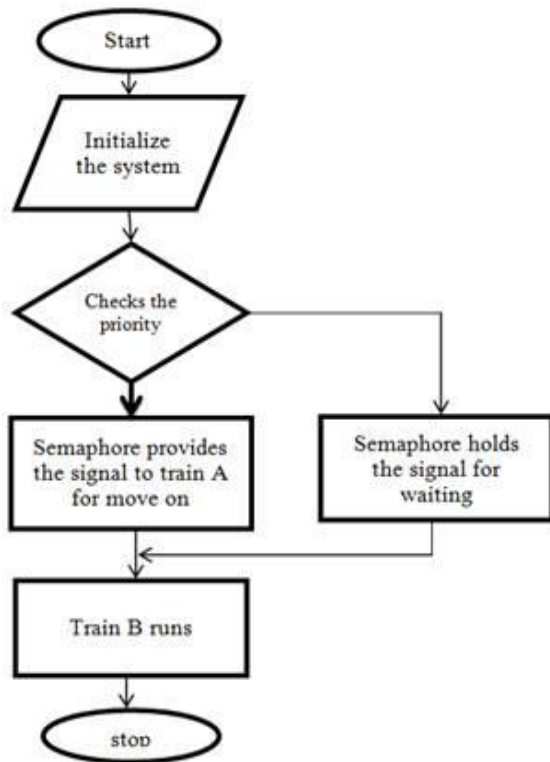 Start
Initialize
the system
Checks the
priority
Semaphore provides
the signal to train A
for move on
Semaphore holds
the signal for
waiting
Train B runs
stop